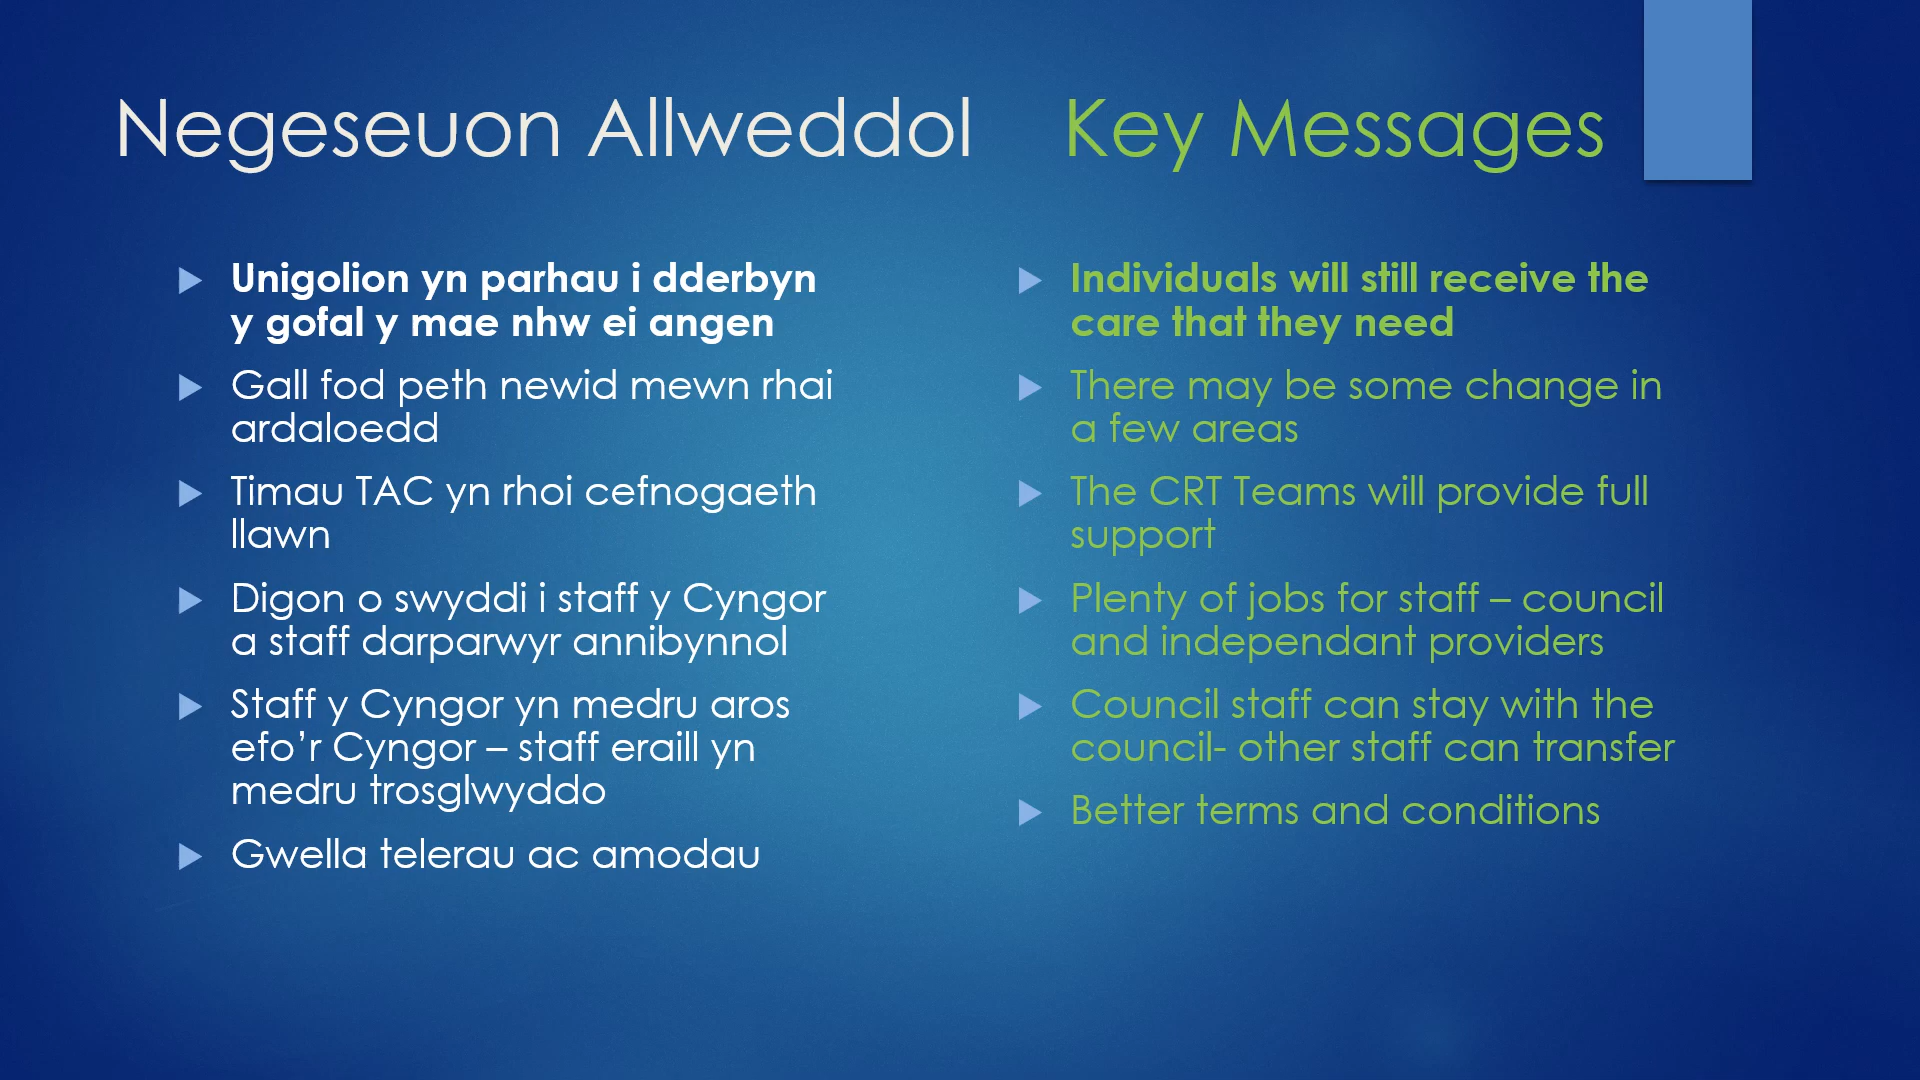 Negeseuon Allweddol Key Messages
Unigolion yn parhau i dderbyn
y gofal y mae nhw ei angen
Gall fod peth newid mewn rhai
ardaloedd
Timau TAC yn rhoi cefnogaeth
llawn
Digon o swyddi i staff y Cyngor
a staff darparwyr annibynnol
Staff y Cyngor yn medru aros
efo’r Cyngor – staff eraill yn
medru trosglwyddo
Gwella telerau ac amodau
Individuals will still receive the
care that they need
There may be some change in
a few areas
The CRT Teams will provide full
support
Plenty of jobs for staff – council
and independant providers
Council staff can stay with the
council- other staff can transfer
Better terms and conditions